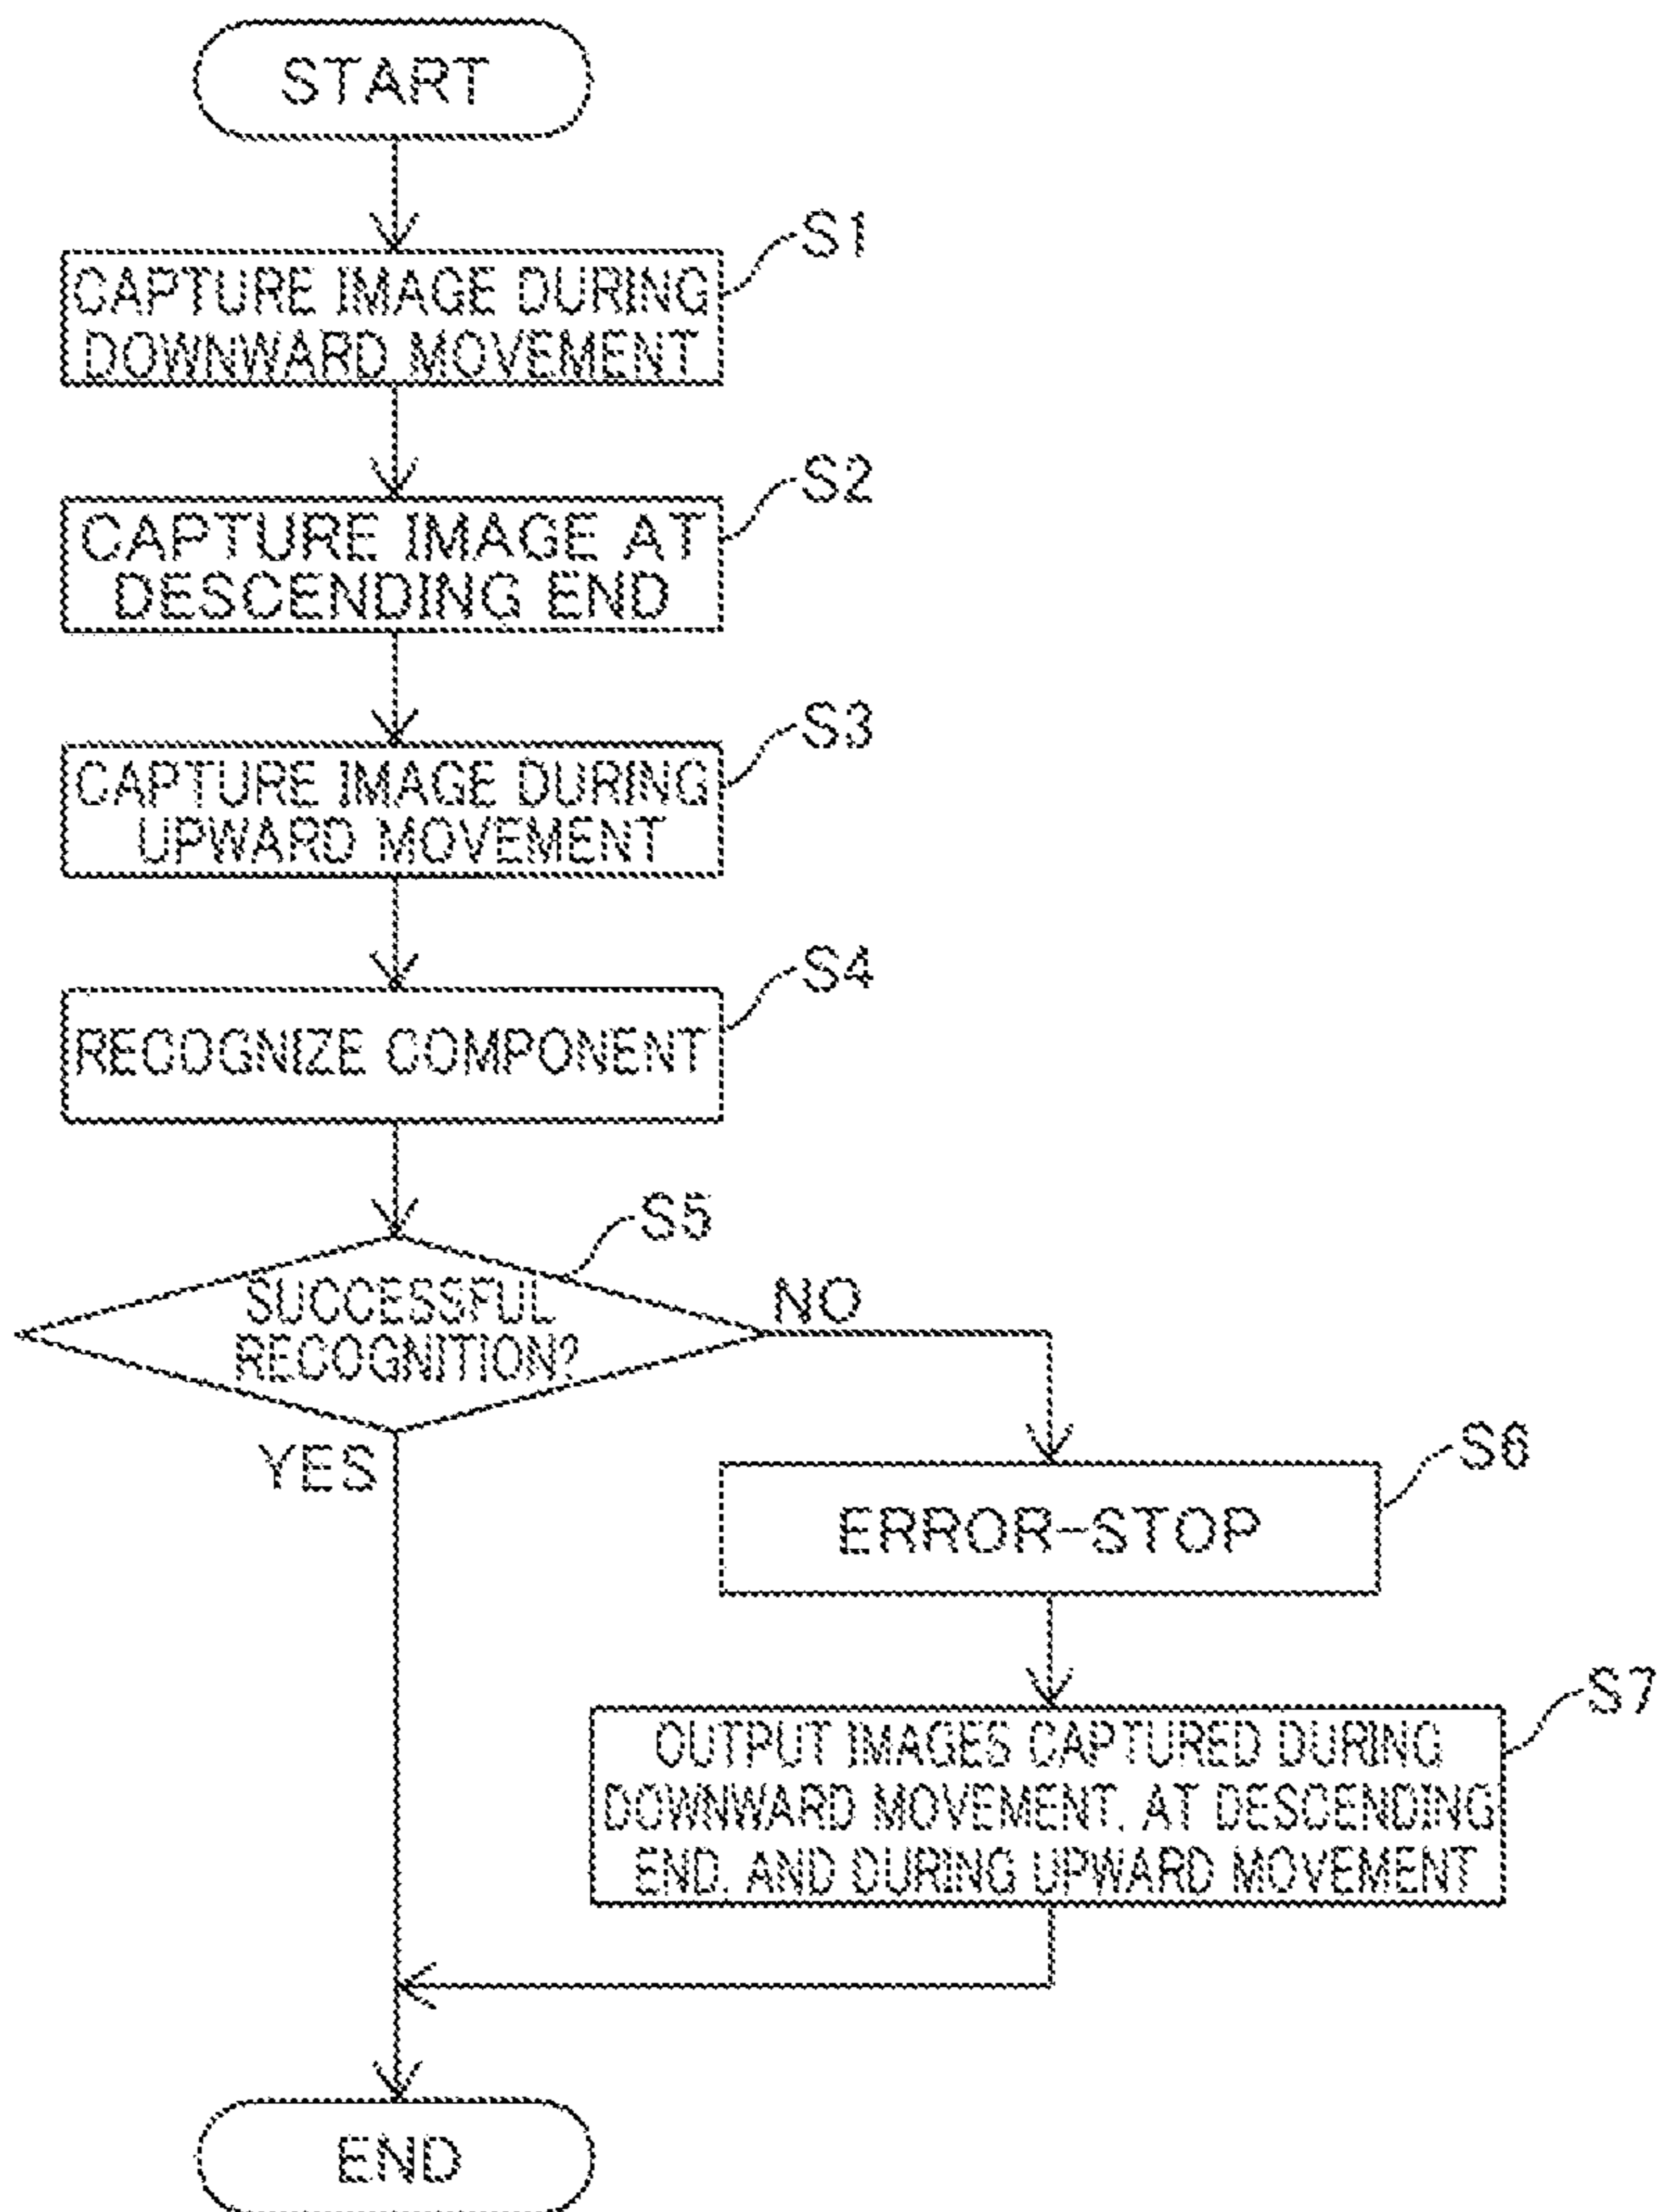 START
S1
CAPTURE IMAGE DURING
DOWNWARD MOVEMENT
S2
CAPTURE IMAGE AT
DESCENDING END
S3
CAPTURE IMAGE DURING
UPWARD MOVEMENT
S4
RECOGNIZE COMPONENT
S5
SUCCESSFUL
RECOGNITION?
NO
YES
S6
ERROR-STOP
S7
OUTPUT IMAGES CAPTURED DURING
DOWNWARD MOVEMENT, AT DESCENDING
END, AND DURING UPWARD MOVEMENT
END